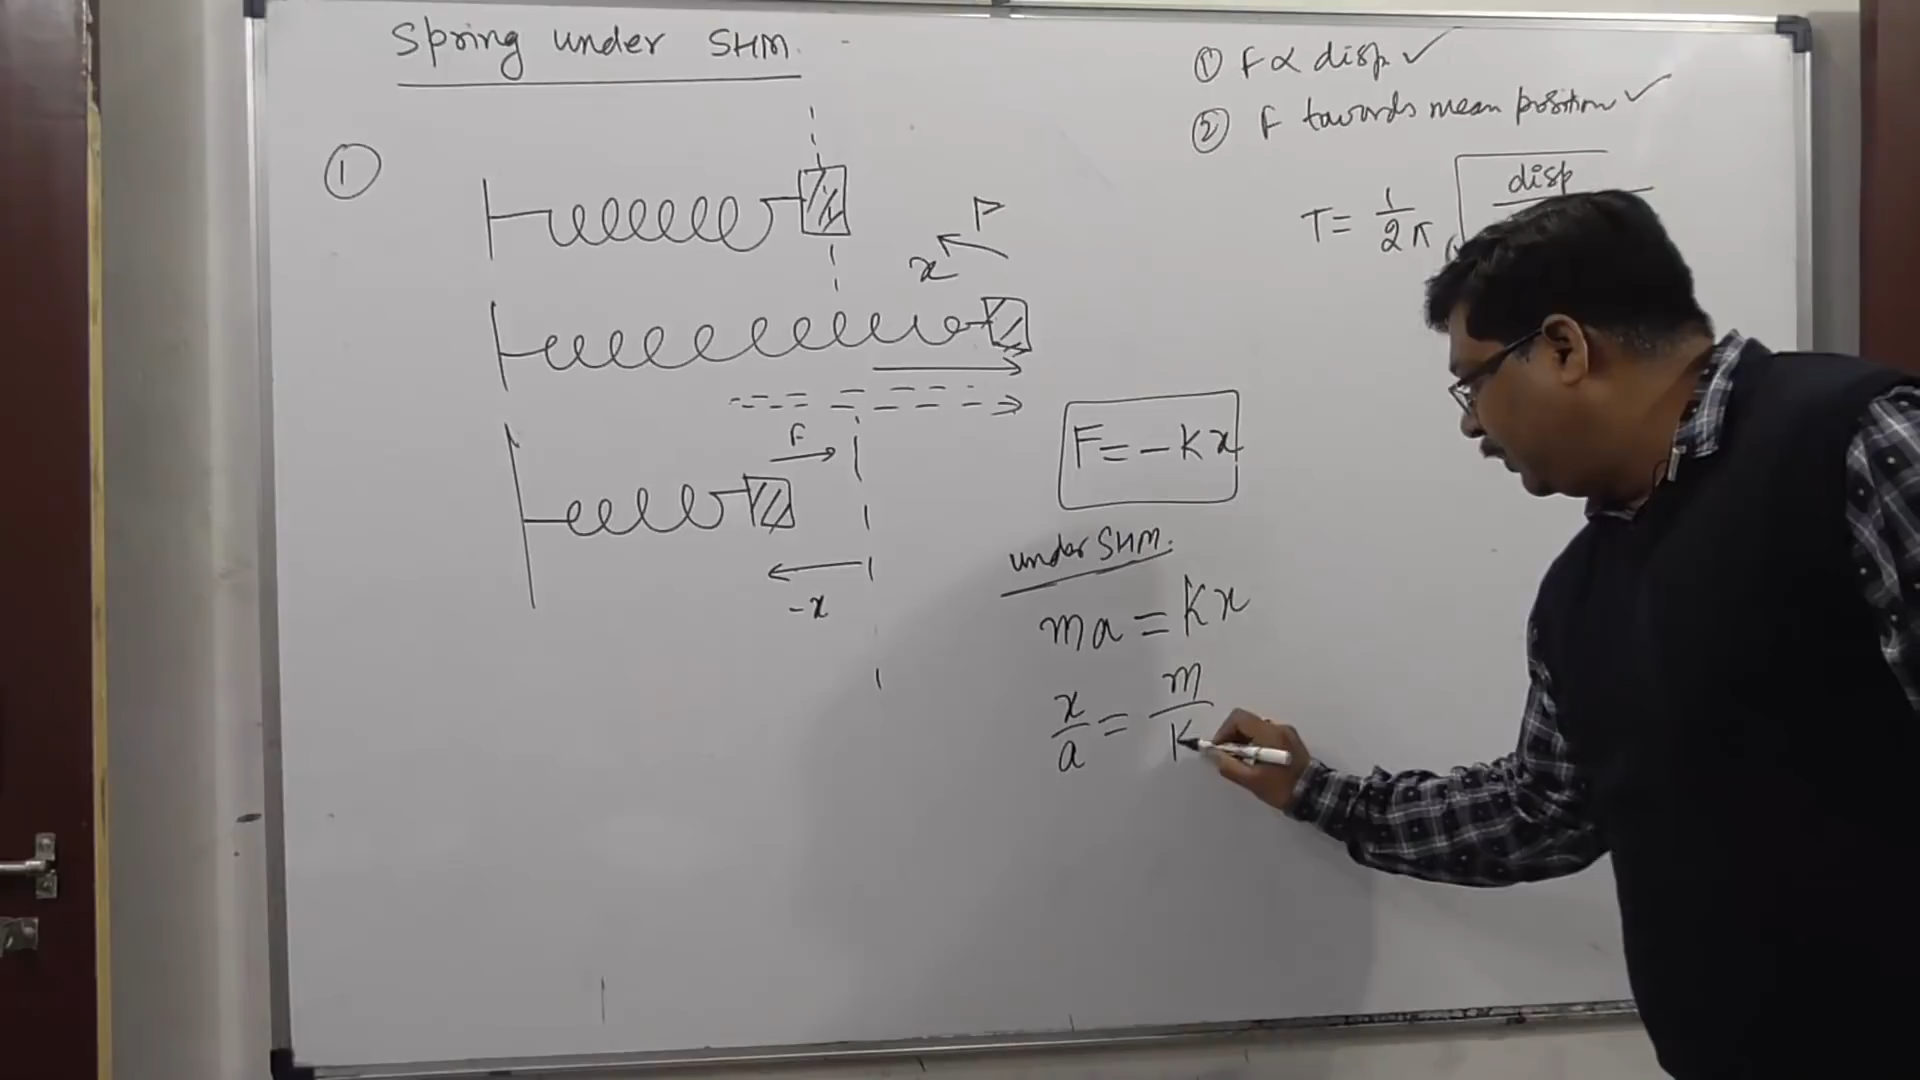 Spring under SHM.
① F ∝ disp ✓
② F towards mean position ✓
①
T = 1/2π √disp
F
x
F
-x
F = -Kx
under SHM.
ma = Kx
x/a = m/K